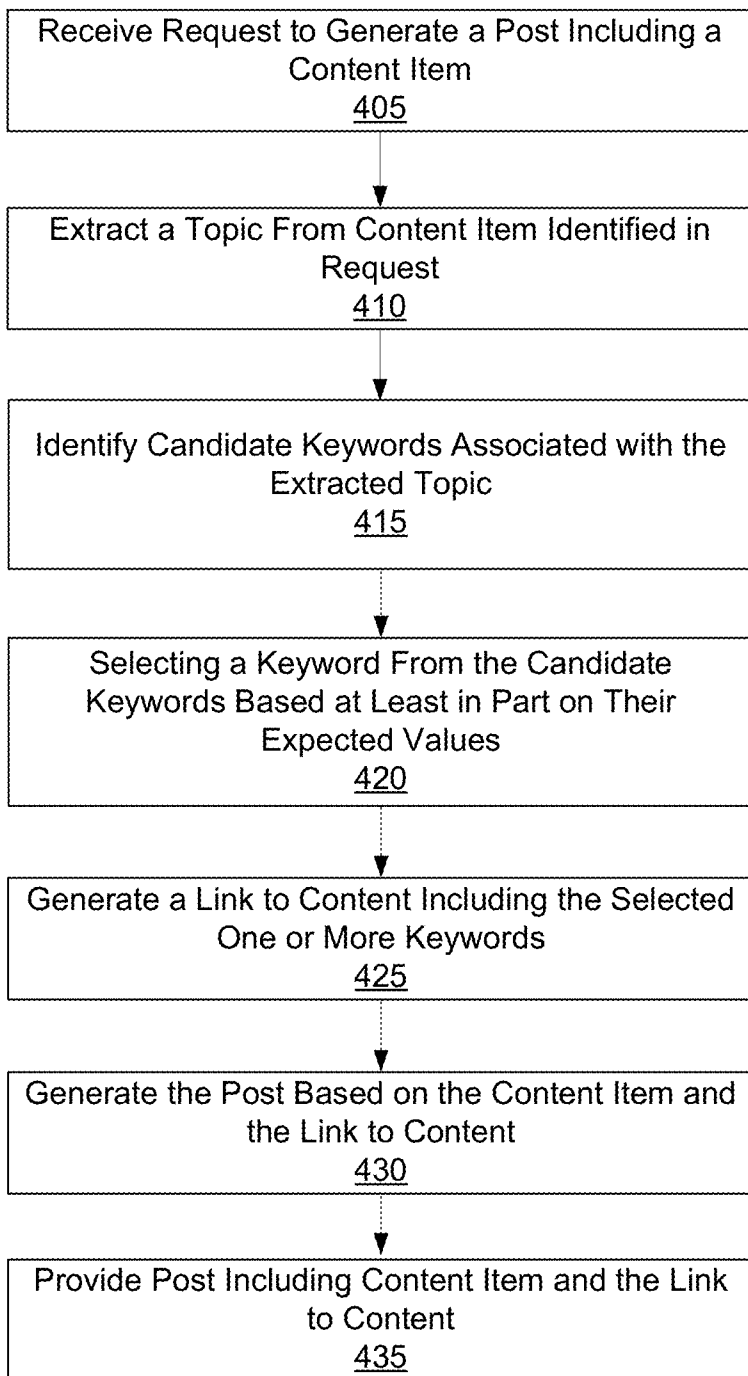 Receive Request to Generate a Post Including a
Content Item
405
Extract a Topic From Content Item Identified in
Request
410
Identify Candidate Keywords Associated with the
Extracted Topic
415
Selecting a Keyword From the Candidate
Keywords Based at Least in Part on Their
Expected Values
420
Generate a Link to Content Including the Selected
One or More Keywords
425
Generate the Post Based on the Content Item and
the Link to Content
430
Provide Post Including Content Item and the Link
to Content
435